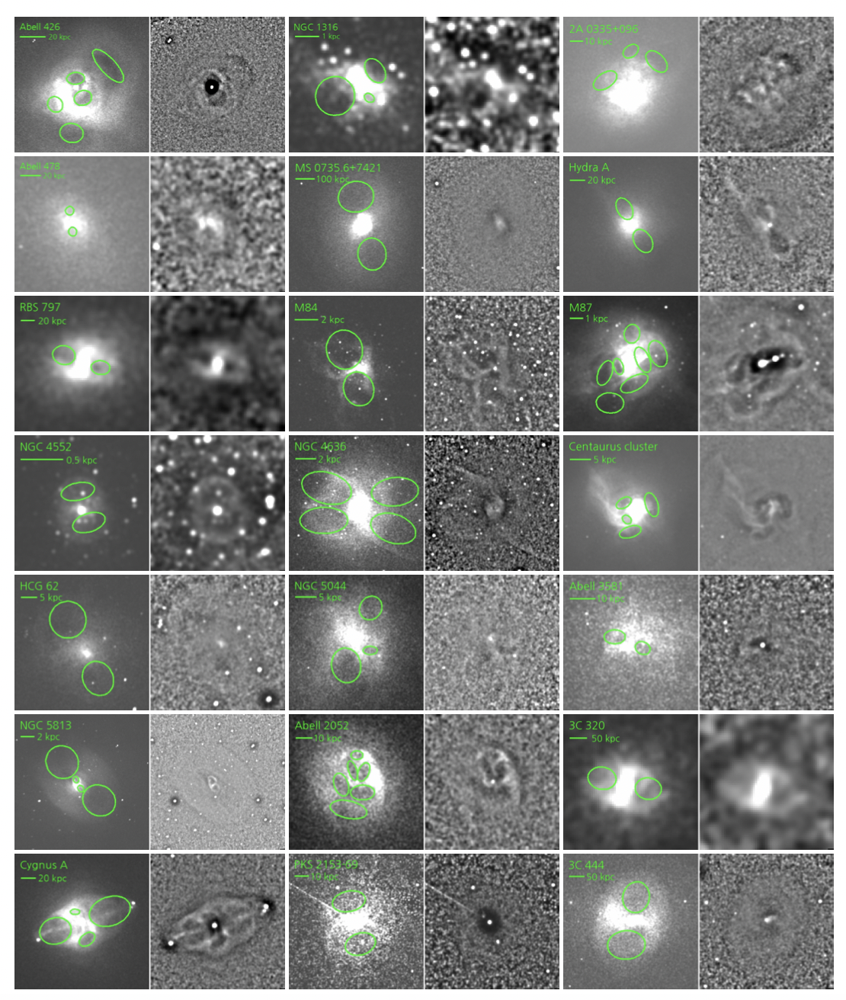 Abell 426
20 kpc
NGC 1316
1 kpc
2A 0335+096
10 kpc
Abell 478
20 kpc
MS 0735.6+7421
100 kpc
Hydra A
20 kpc
RBS 797
20 kpc
M84
2 kpc
M87
1 kpc
NGC 4552
0.5 kpc
NGC 4636
2 kpc
Centaurus cluster
5 kpc
HCG 62
5 kpc
NGC 5044
5 kpc
Abell 3581
10 kpc
NGC 5813
2 kpc
Abell 2052
10 kpc
3C 320
50 kpc
Cygnus A
20 kpc
PKS 2153-69
10 kpc
3C 444
50 kpc